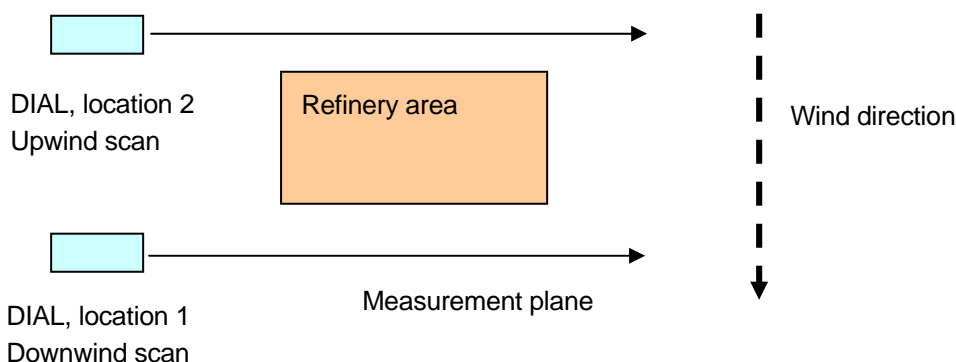 DIAL, location 2
Upwind scan
Refinery area
Wind direction
Measurement plane
DIAL, location 1
Downwind scan